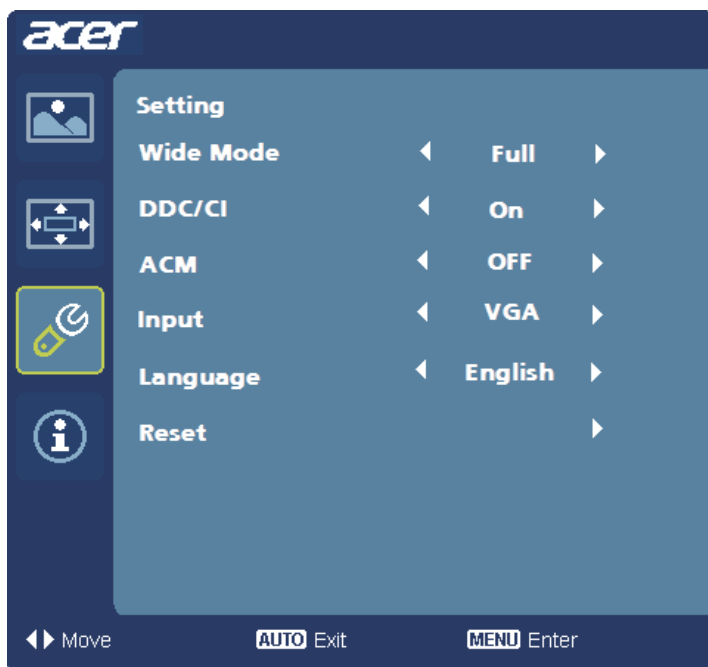 acer
Setting
Wide Mode Full
DDC/CI On
ACM OFF
Input VGA
Language English
Reset
Move AUTO Exit MENU Enter